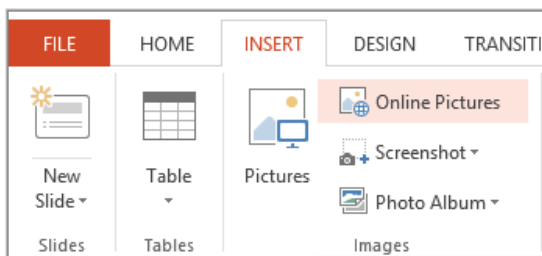 FILE HOME INSERT DESIGN TRANSITI
Online Pictures
Screenshot
Photo Album
New
Slide
Table
Pictures
Slides Tables Images